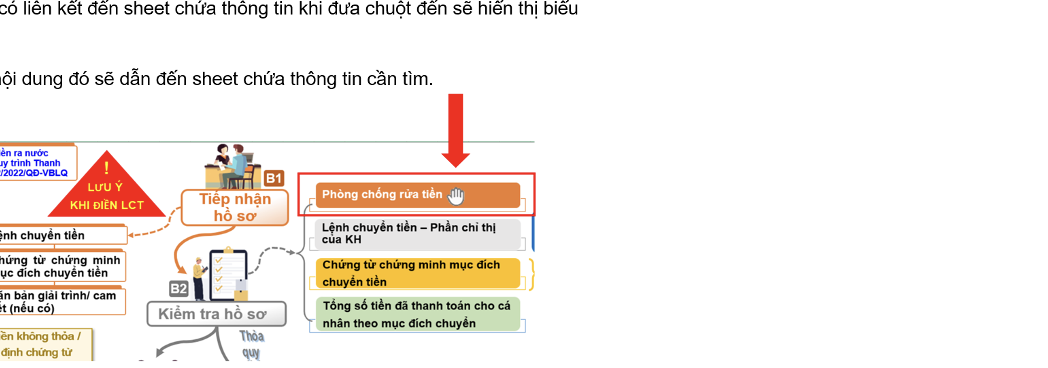 có liên kết đến sheet chứa thông tin khi đưa chuột đến sẽ hiển thị biểu
nội dung đó sẽ dẫn đến sheet chứa thông tin cần tìm.
ra nước
trình Thanh
/2022/QĐ-VBLQ
!
LƯU Ý
KHI ĐIỀN LCT
B1
Tiếp nhận
hồ sơ
Phòng chống rửa tiền
Lệnh chuyển tiền – Phần chỉ thị
của KH
Chứng từ chứng minh mục đích
chuyển tiền
Tổng số tiền đã thanh toán cho cá
nhân theo mục đích chuyển
ệnh chuyển tiền
hứng từ chứng minh
ục đích chuyển tiền
ăn bản giải trình/ cam
ết (nếu có)
B2
Kiểm tra hồ sơ
iền không thỏa /
định chứng từ
Thỏa
quy